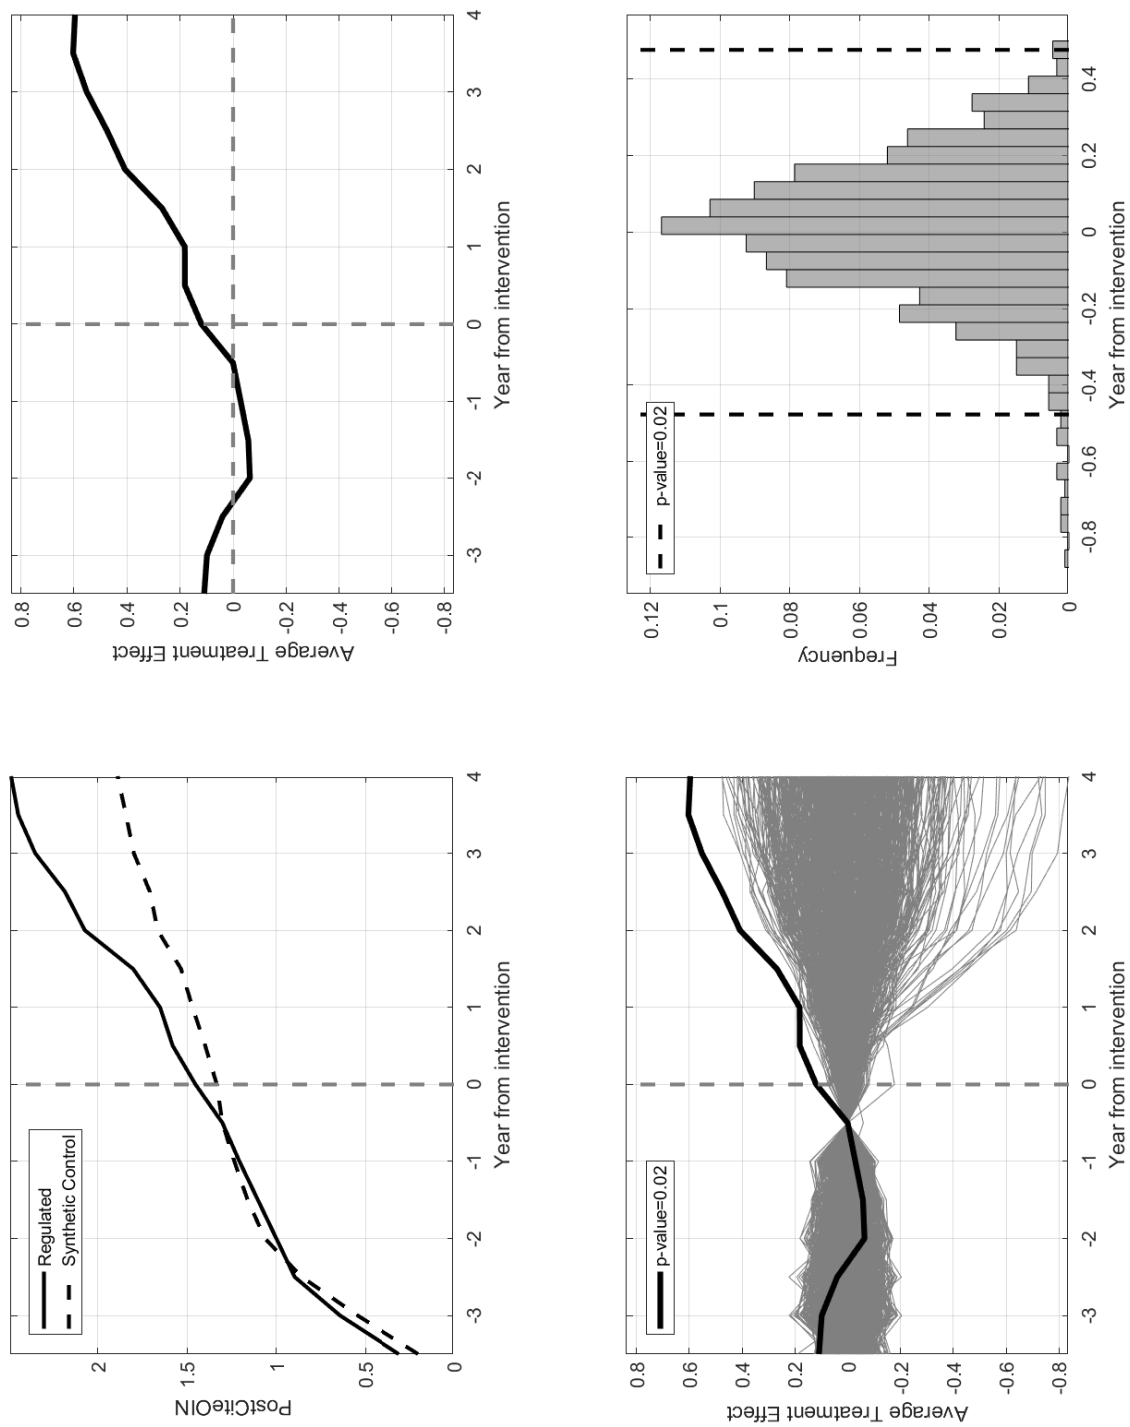 PostCiteOIN
2
1.5
1
0.5
0
Regulated
Synthetic Control
-3 -2 -1 0 1 2 3 4
Year from intervention
Average Treatment Effect
0.8
0.6
0.4
0.2
0
-0.2
-0.4
-0.6
-0.8
-3 -2 -1 0 1 2 3 4
Year from intervention
Average Treatment Effect
0.8
0.6
0.4
0.2
0
-0.2
-0.4
-0.6
-0.8
p-value=0.02
-3 -2 -1 0 1 2 3 4
Year from intervention
Frequency
0.12
0.1
0.08
0.06
0.04
0.02
0
p-value=0.02
-0.8 -0.6 -0.4 -0.2 0 0.2 0.4
Year from intervention